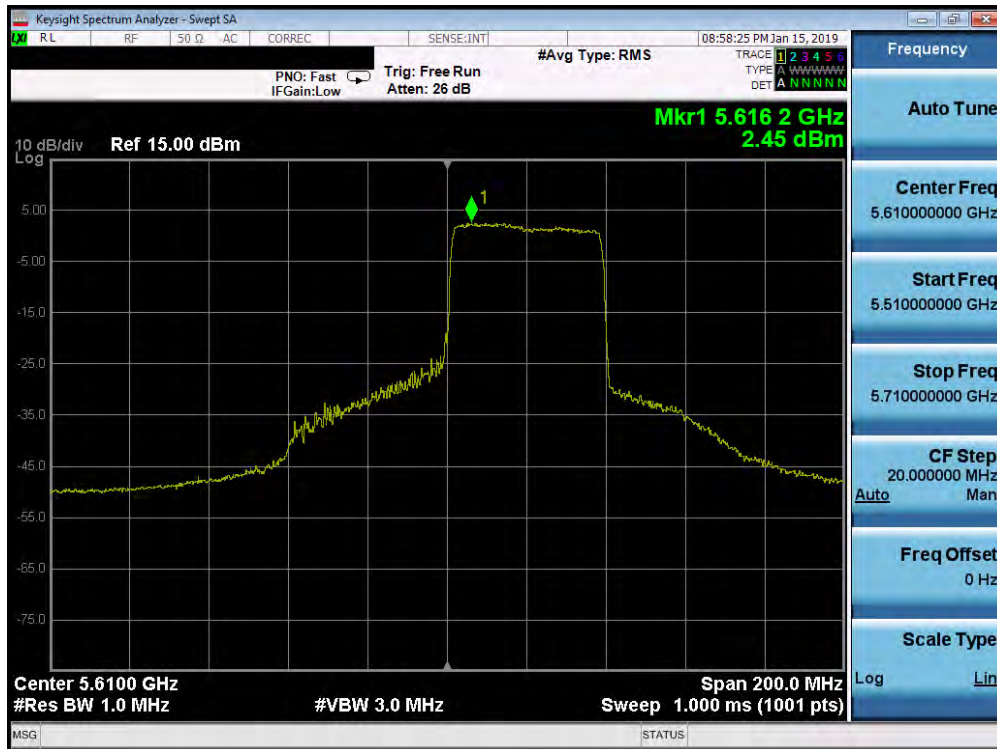 Keysight Spectrum Analyzer - Swept SA
LXI RL RF 50 Ω AC CORREC SENSE:INT 08:58:25 PM Jan 15, 2019
#Avg Type: RMS
TRACE 1 2 3 4 5 6
TYPE A WWWWW
DET A N N N N N
PNO: Fast
IFGain:Low
Trig: Free Run
Atten: 26 dB
Mkr1 5.616 2 GHz
2.45 dBm
10 dB/div
Log
Ref 15.00 dBm
1
5.00
-5.00
-15.0
-25.0
-35.0
-45.0
-55.0
-65.0
-75.0
Center 5.6100 GHz
Span 200.0 MHz
#Res BW 1.0 MHz
#VBW 3.0 MHz
Sweep 1.000 ms (1001 pts)
MSG
STATUS
Frequency
Auto Tune
Center Freq
5.610000000 GHz
Start Freq
5.510000000 GHz
Stop Freq
5.710000000 GHz
CF Step
20.000000 MHz
Auto Man
Freq Offset
0 Hz
Scale Type
Log Lin